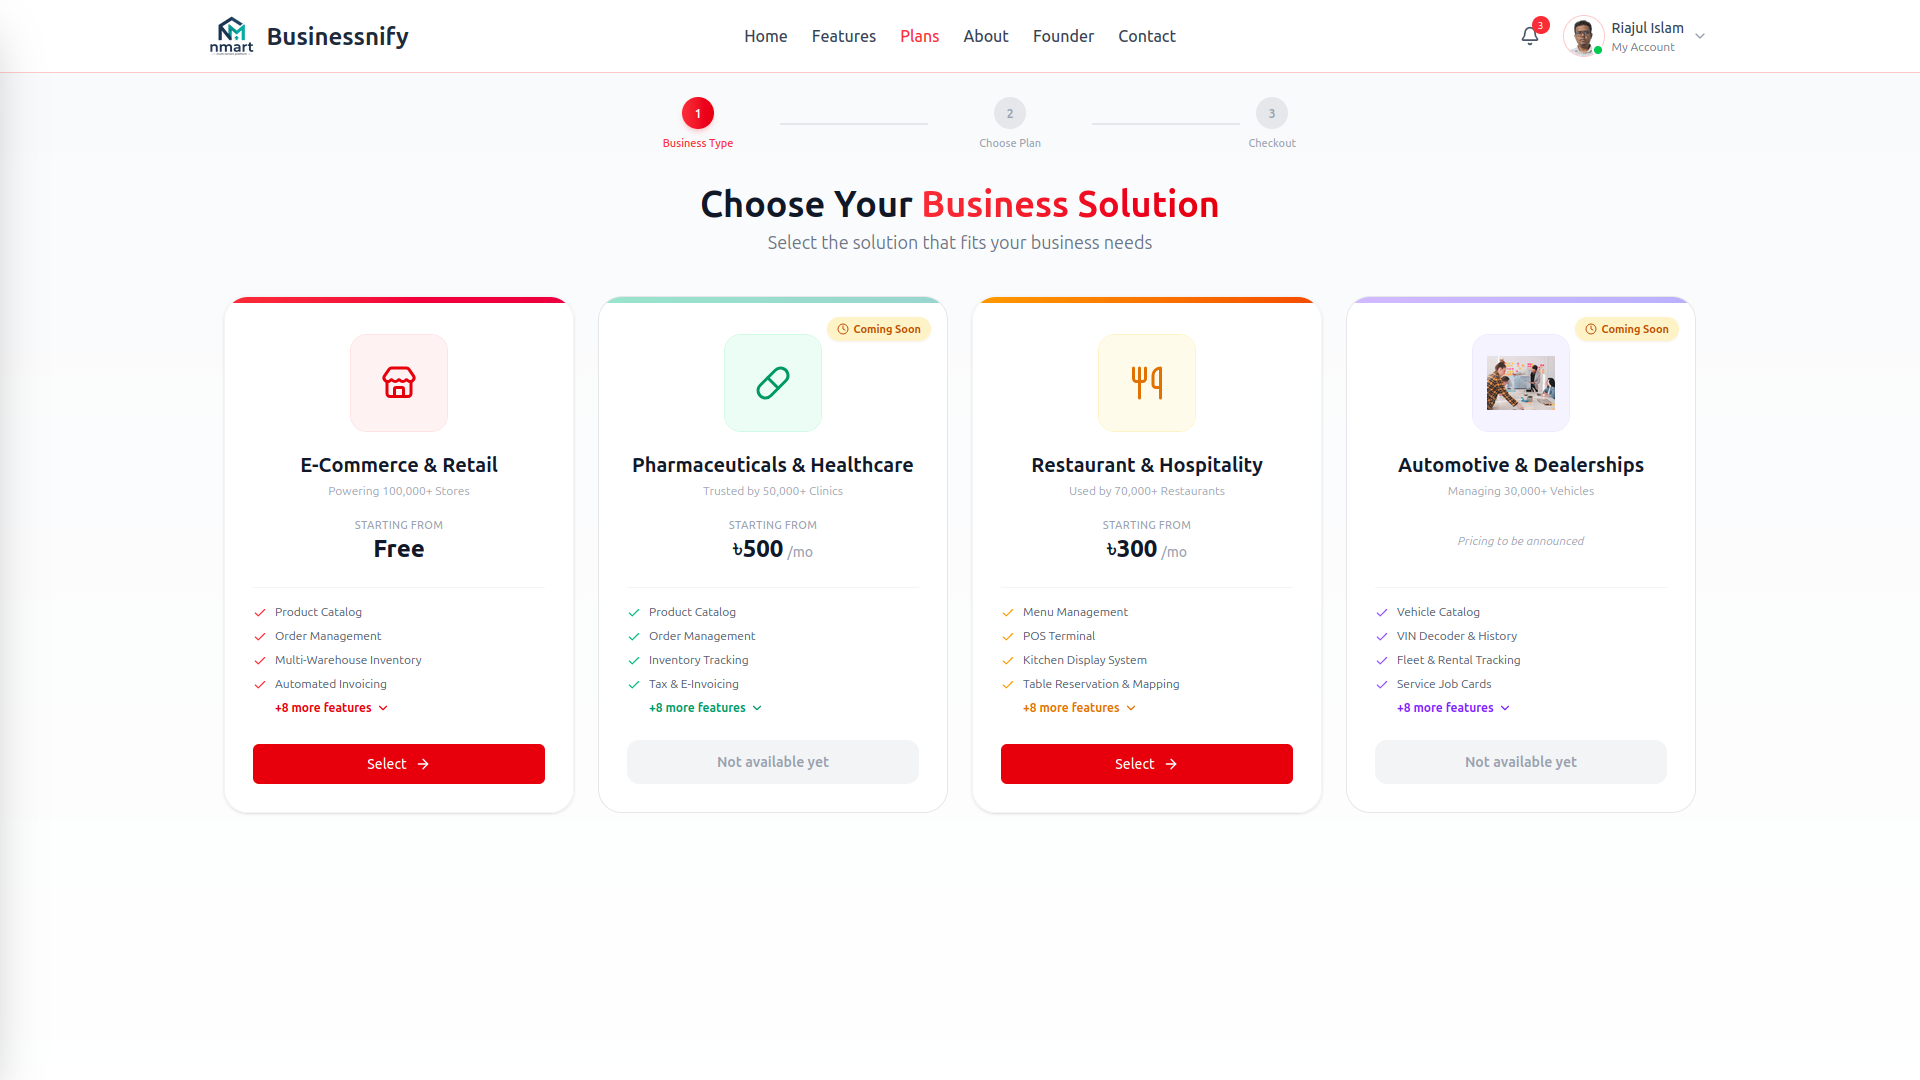 nmart
Businessnify
Home
Features
Plans
About
Founder
Contact
3
Riajul Islam
My Account
1
Business Type
2
Choose Plan
3
Checkout
Choose Your Business Solution
Select the solution that fits your business needs
E-Commerce & Retail
Powering 100,000+ Stores
STARTING FROM
Free
Product Catalog
Order Management
Multi-Warehouse Inventory
Automated Invoicing
+8 more features
Select
Coming Soon
Pharmaceuticals & Healthcare
Trusted by 50,000+ Clinics
STARTING FROM
৳500 /mo
Product Catalog
Order Management
Inventory Tracking
Tax & E-Invoicing
+8 more features
Not available yet
Restaurant & Hospitality
Used by 70,000+ Restaurants
STARTING FROM
৳300 /mo
Menu Management
POS Terminal
Kitchen Display System
Table Reservation & Mapping
+8 more features
Select
Coming Soon
Automotive & Dealerships
Managing 30,000+ Vehicles
Pricing to be announced
Vehicle Catalog
VIN Decoder & History
Fleet & Rental Tracking
Service Job Cards
+8 more features
Not available yet